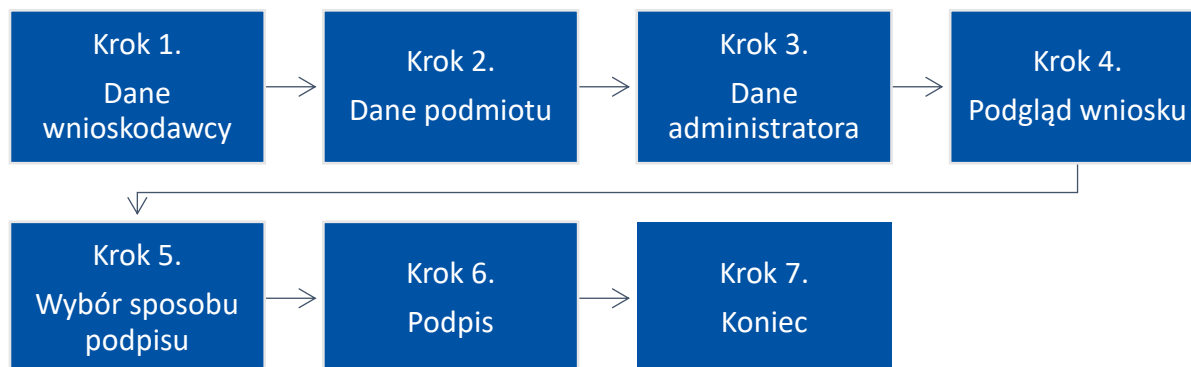 Krok 1.
Dane
wnioskodawcy
Krok 2.
Dane podmiotu
Krok 3.
Dane
administratora
Krok 4.
Podgląd wniosku
Krok 5.
Wybór sposobu
podpisu
Krok 6.
Podpis
Krok 7.
Koniec